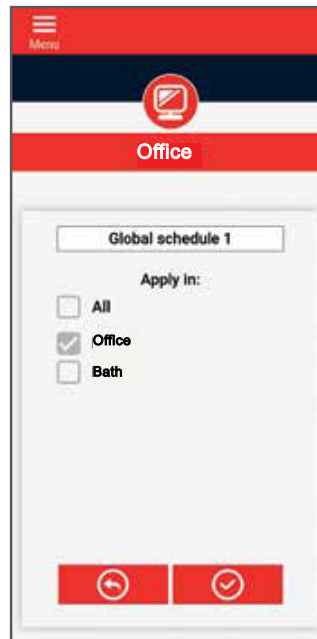 Menu
Office
Global schedule 1
Apply in:
All
Office
Bath